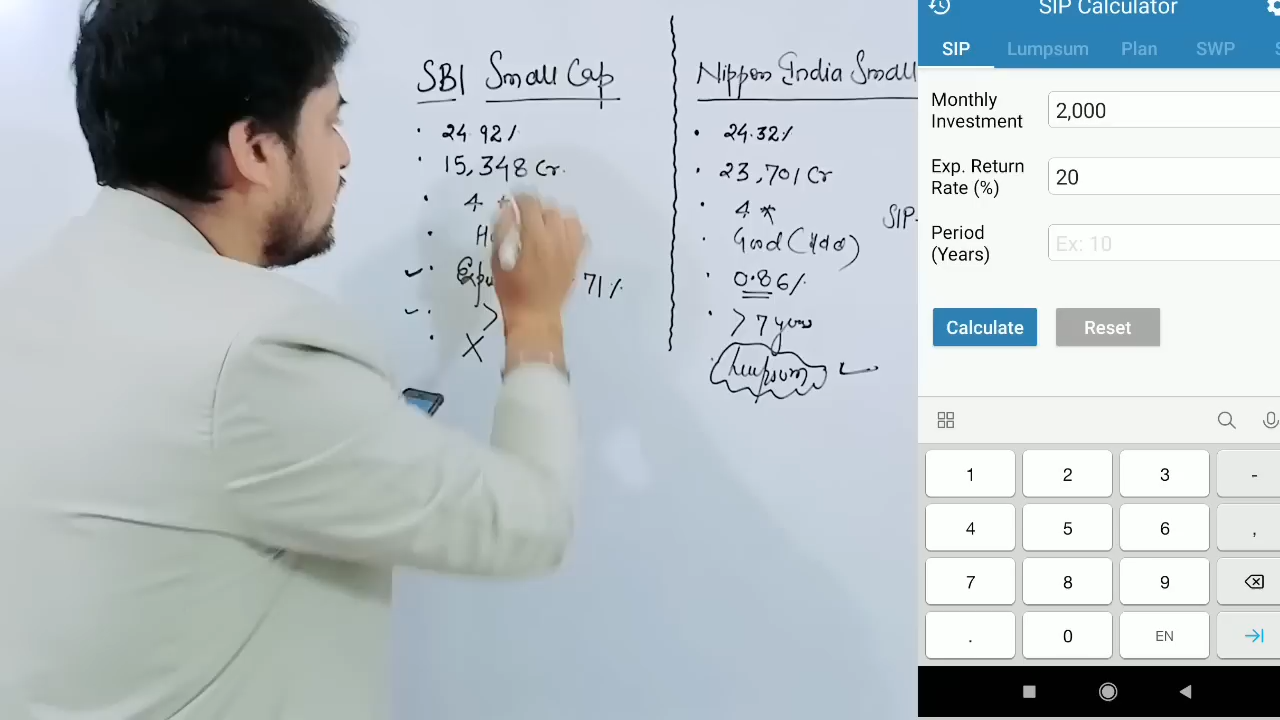 SBI Small Cap
24.92%
15,348 Cr.
4
71%
>
X
Nippon India Small
24.32%
23,701 Cr
4 *
Good
0.86%
> 7 years
Lumpsum
SIP
SIP Calculator
SIP Lumpsum Plan SWP S
Monthly Investment 2,000
Exp. Return Rate (%) 20
Period (Years) Ex: 10
Calculate Reset
1 2 3 -
4 5 6 ,
7 8 9
. 0 EN